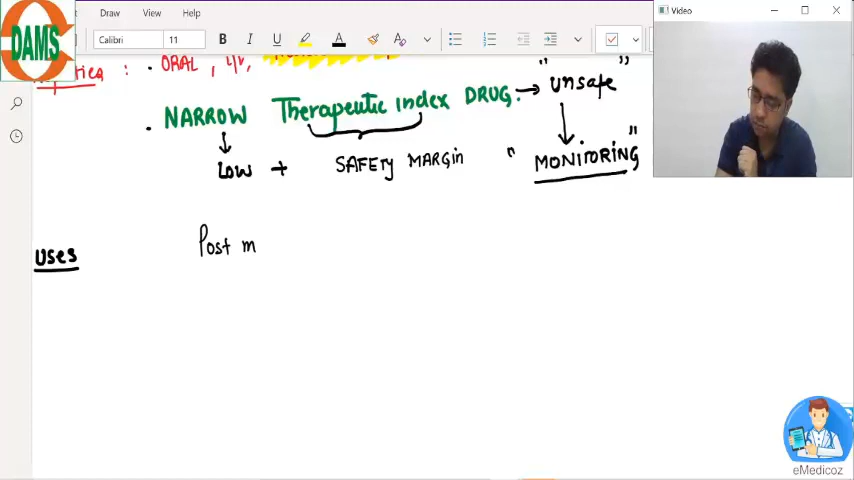 DAMS
Draw View Help
Video
Calibri 11 B I U A
: . ORAL, I/V,
. NARROW Therapeutic index DRUG. → "unsafe"
LOW + SAFETY MARGIN "MONITORING"
Uses Post m
eMedicoz